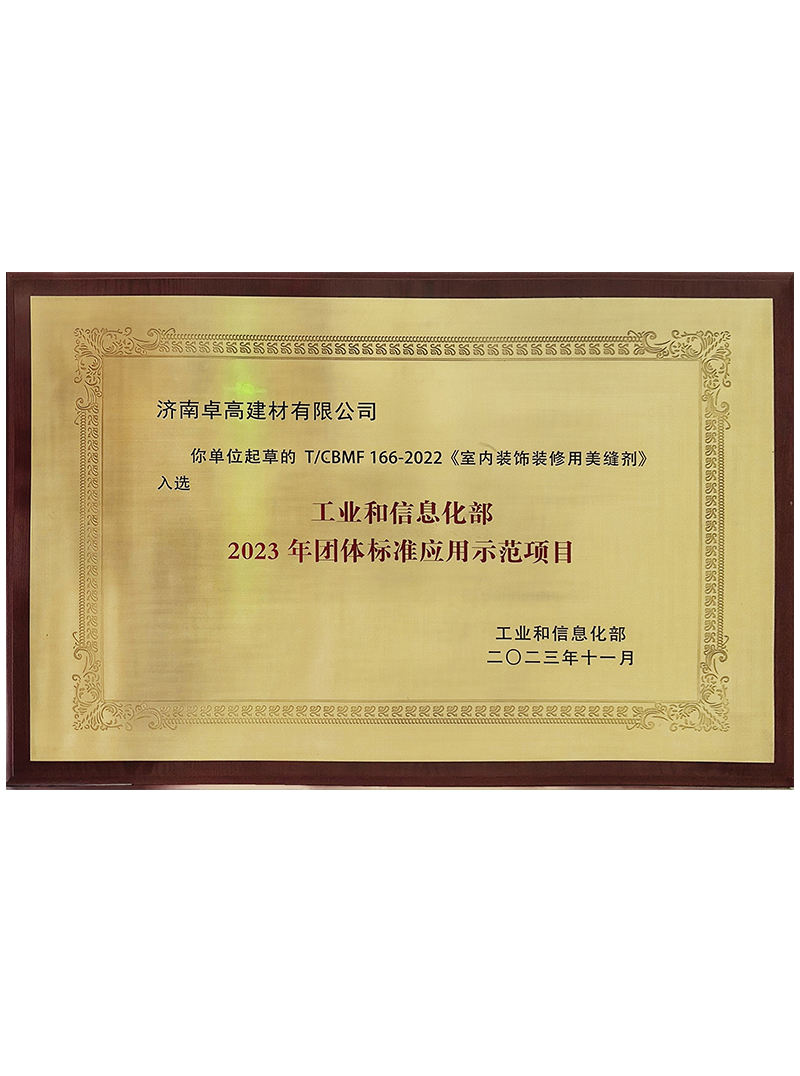 济南卓高建材有限公司
你单位起草的 T/CBMF 166-2022《室内装饰装修用美缝剂》
入选
工业和信息化部
2023 年团体标准应用示范项目
工业和信息化部
二〇二三年十一月